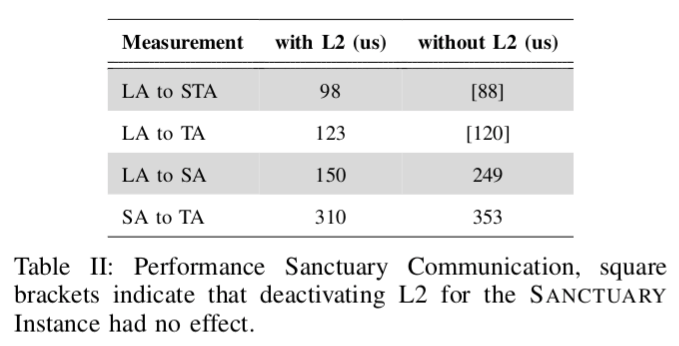 Measurement with L2 (us) without L2 (us)
LA to STA 98 [88]
LA to TA 123 [120]
LA to SA 150 249
SA to TA 310 353
Table II: Performance Sanctuary Communication, square
brackets indicate that deactivating L2 for the SANCTUARY
Instance had no effect.